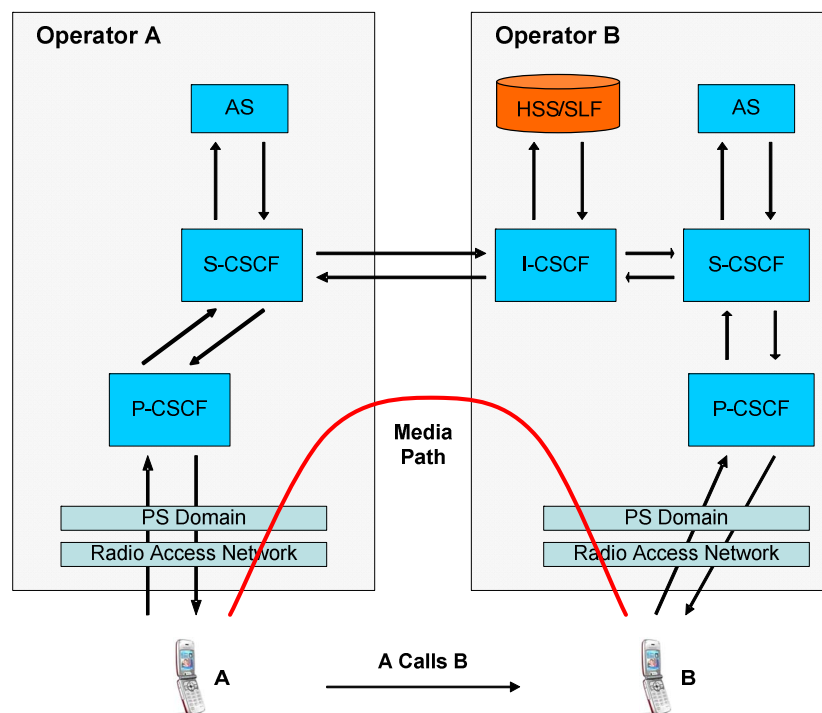 Operator A
Operator B
AS
HSS/SLF
AS
S-CSCF
I-CSCF
S-CSCF
P-CSCF
P-CSCF
Media
Path
PS Domain
PS Domain
Radio Access Network
Radio Access Network
A
A Calls B
B